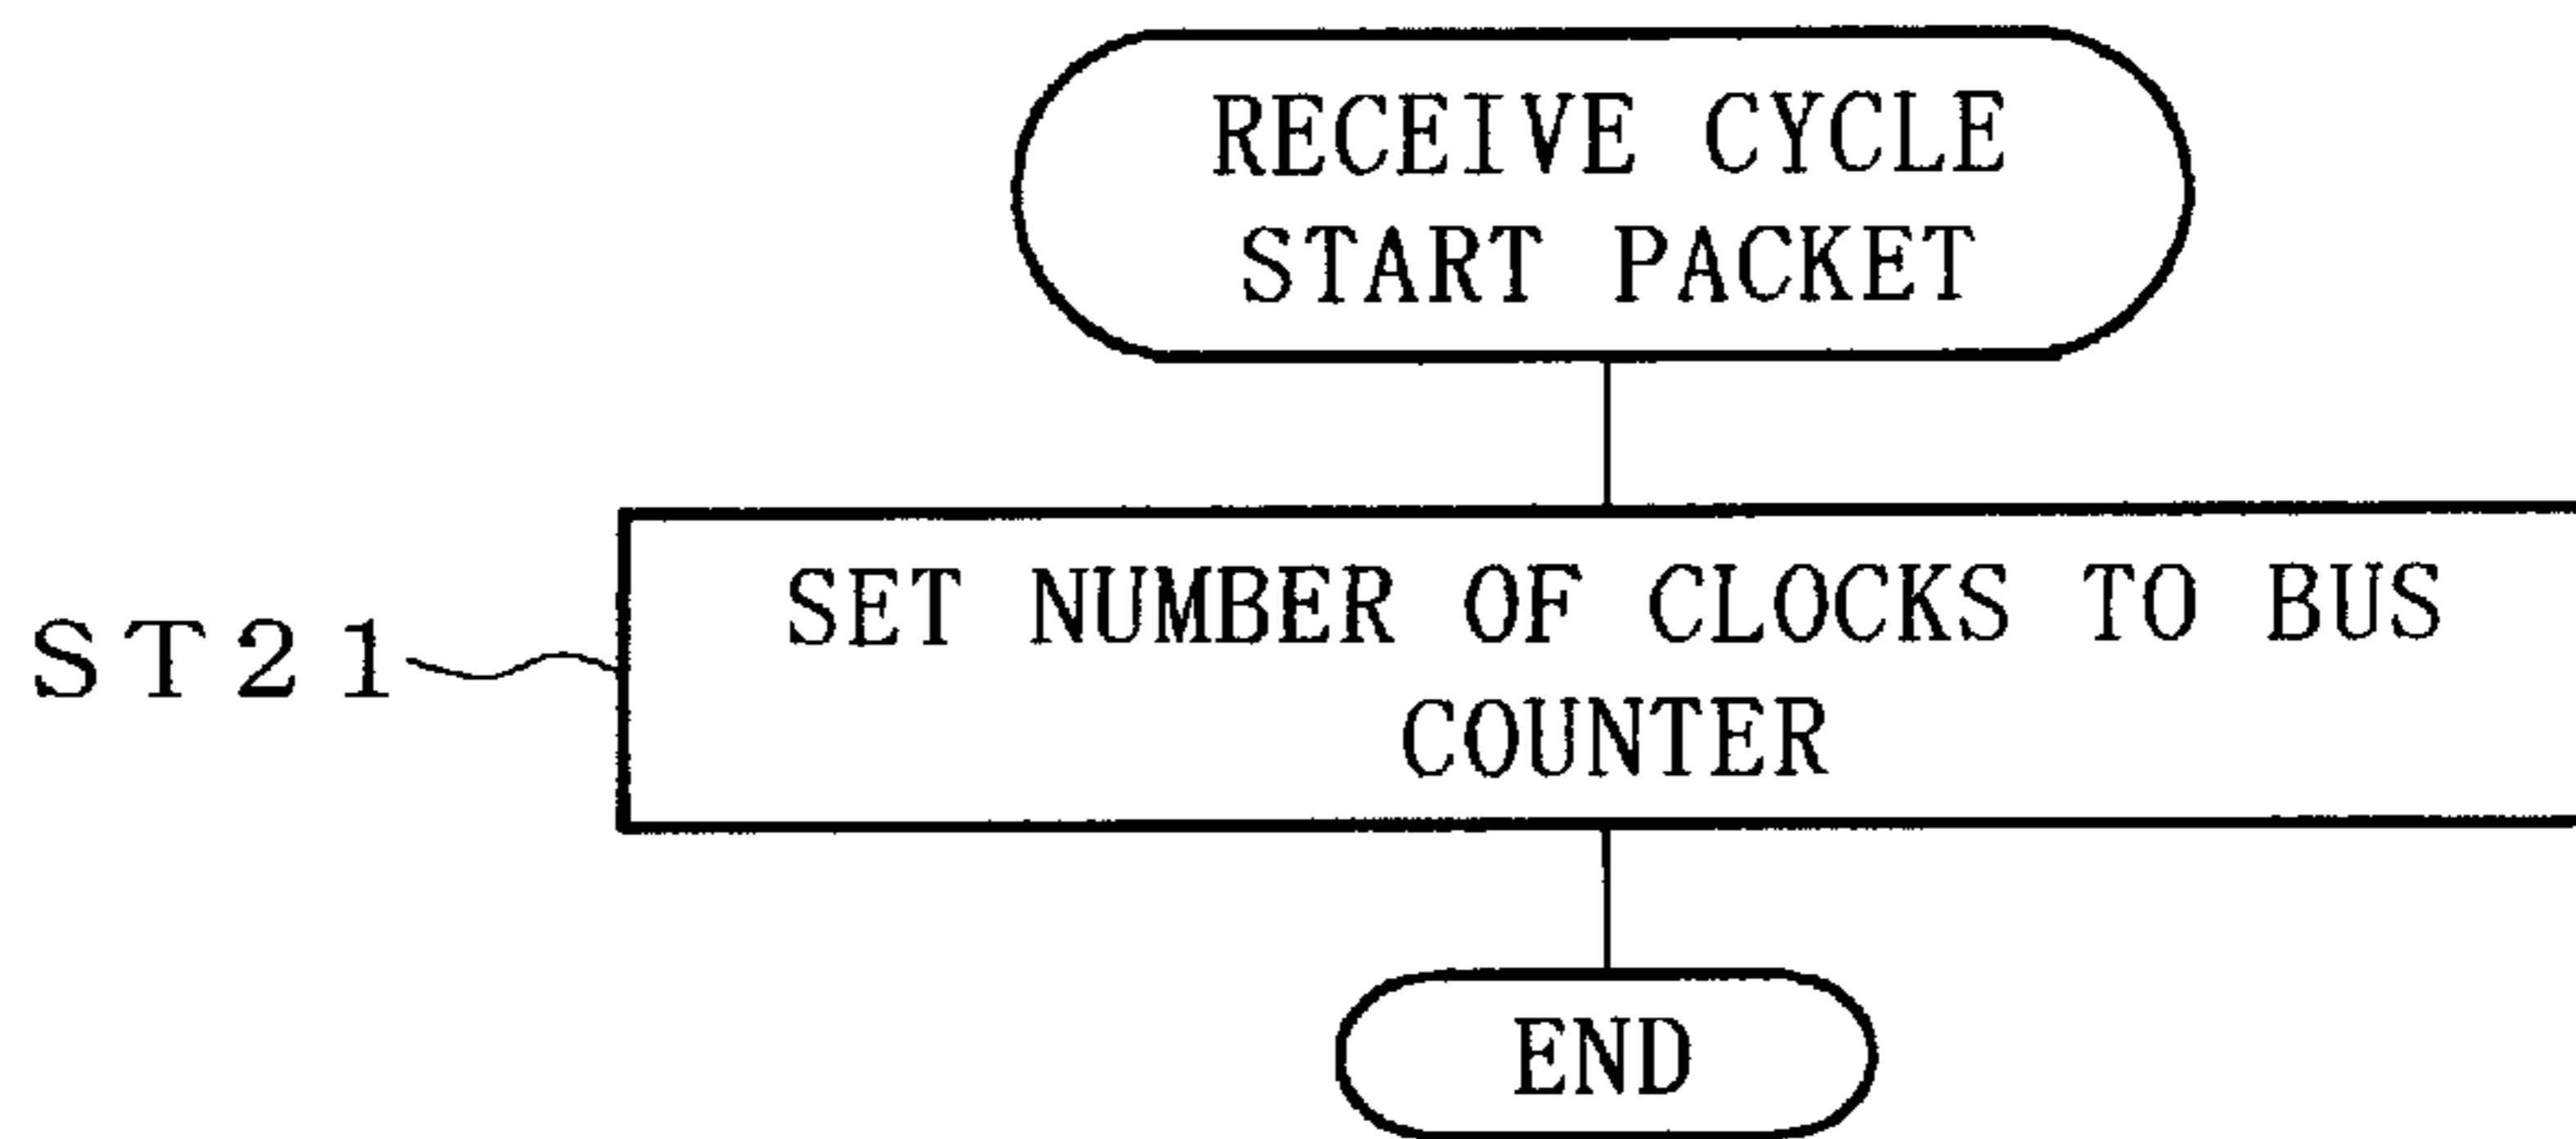 RECEIVE CYCLE
START PACKET
ST21
SET NUMBER OF CLOCKS TO BUS
COUNTER
END